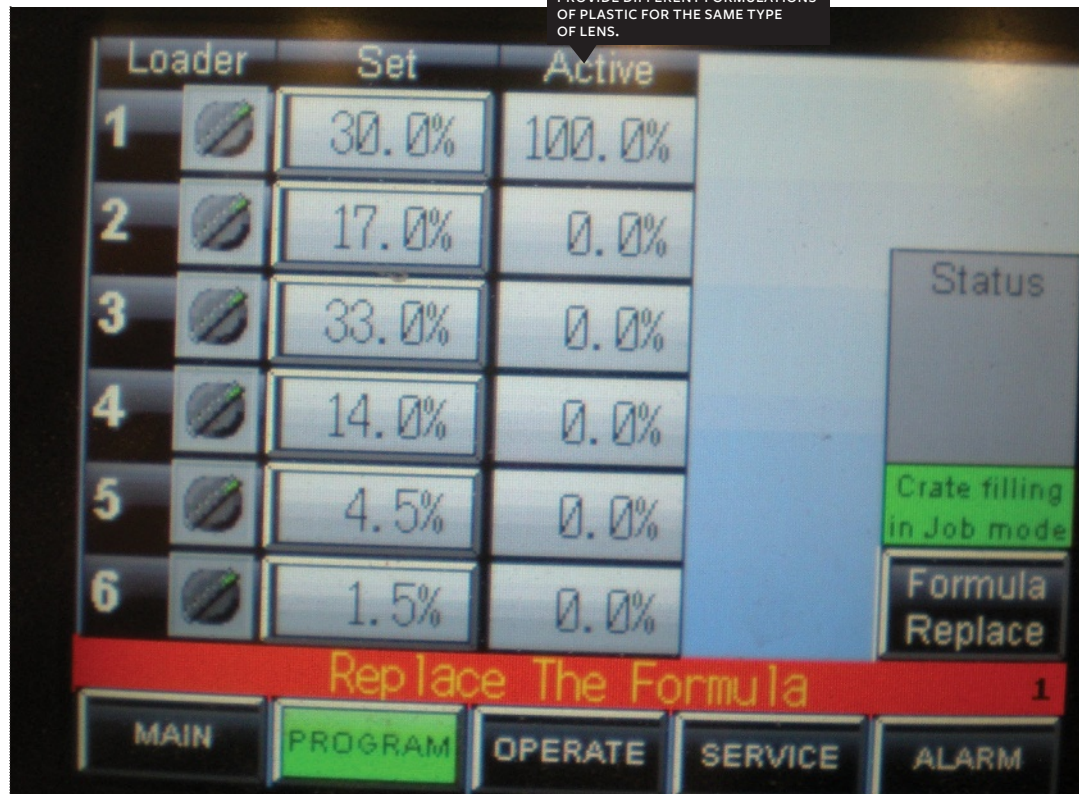 PROVIDE DIFFERENT FORMULATIONS
OF PLASTIC FOR THE SAME TYPE
OF LENS.
Loader Set Active
1 30.0% 100.0%
2 17.0% 0.0%
3 33.0% 0.0%
4 14.0% 0.0%
5 4.5% 0.0%
6 1.5% 0.0%
Status
Crate filling
in Job mode
Formula
Replace
Replace The Formula 1
MAIN PROGRAM OPERATE SERVICE ALARM